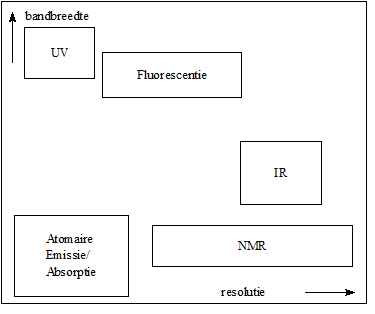 bandbreedte
UV
Fluorescentie
IR
Atomaire
Emissie/
Absorptie
NMR
resolutie